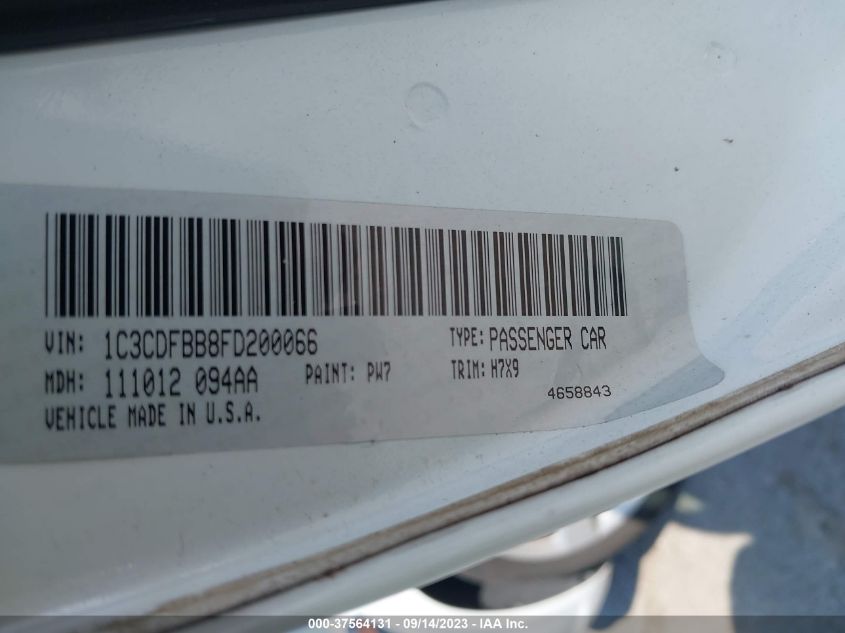 VIN: 1C3CDFBB8FD200066 TYPE: PASSENGER CAR
MDH: 111012 094AA PAINT: PW7 TRIM: H7X9
VEHICLE MADE IN U.S.A. 4658843
000-37564131 - 09/14/2023 - IAA Inc.